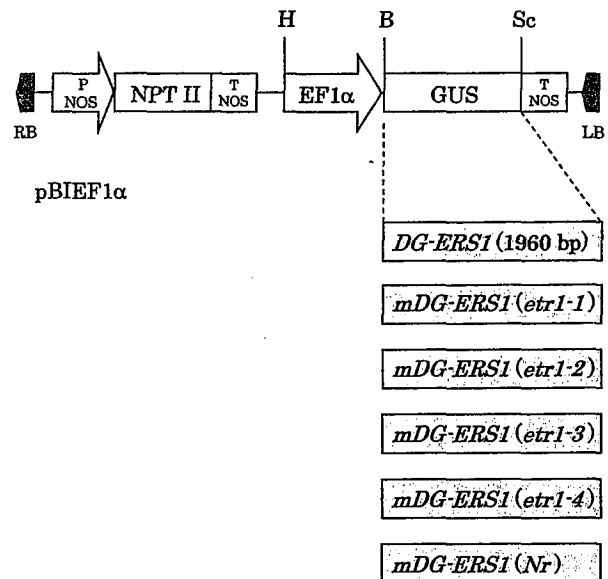 H B Sc
P NOS
NPT II
T NOS
EF1α
GUS
T NOS
RB
LB
pBIEF1α
DG-ERS1 (1960 bp)
mDG-ERS1 (etr1-1)
mDG-ERS1 (etr1-2)
mDG-ERS1 (etr1-3)
mDG-ERS1 (etr1-4)
mDG-ERS1 (Nr)